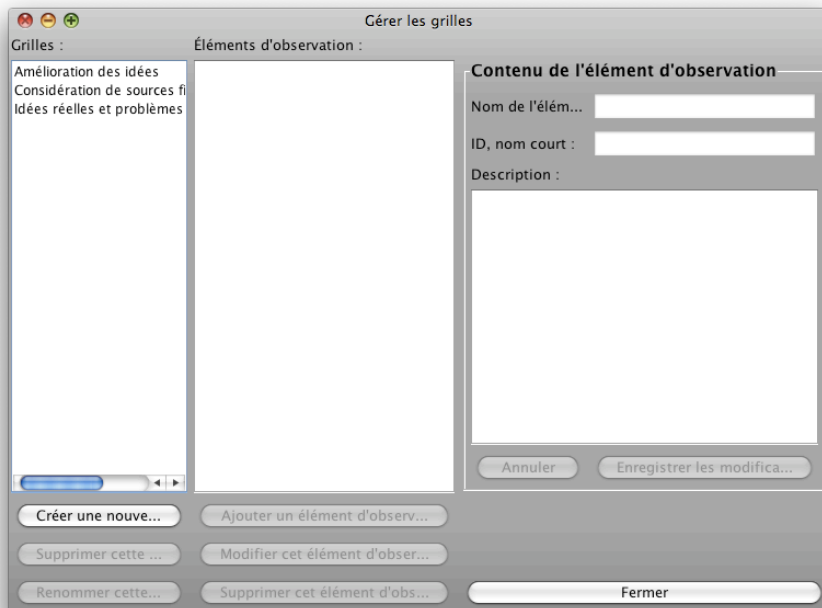 Gérer les grilles
Grilles :
Éléments d'observation :
Amélioration des idées
Considération de sources fi
Idées réelles et problèmes
Contenu de l'élément d'observation
Nom de l'élém...
ID, nom court :
Description :
Annuler
Enregistrer les modifica...
Créer une nouve...
Ajouter un élément d'observ...
Supprimer cette ...
Modifier cet élément d'obser...
Renommer cette...
Supprimer cet élément d'obs...
Fermer